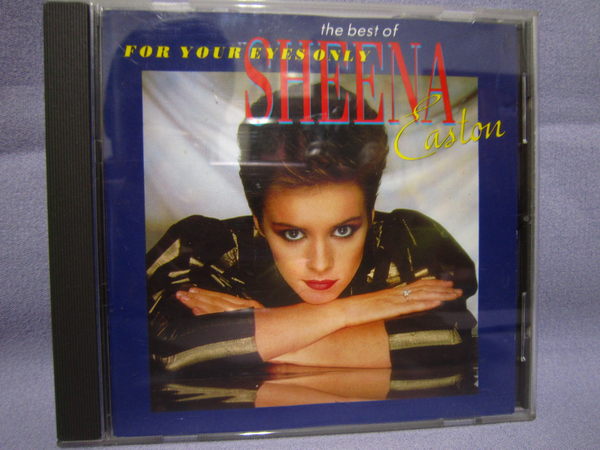 the best of
FOR YOUR EYES ONLY
SHEENA
Easton